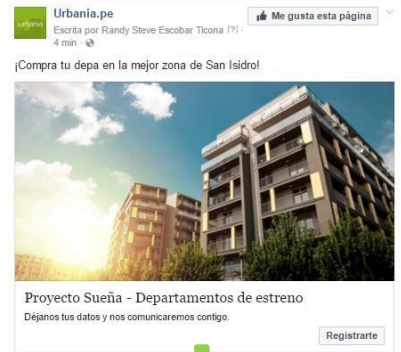 urbania
Urbania.pe
Me gusta esta página
Escrita por Randy Steve Escobar Ticona [?] ·
4 min ·
¡Compra tu depa en la mejor zona de San Isidro!
Proyecto Sueña - Departamentos de estreno
Déjanos tus datos y nos comunicaremos contigo.
Registrarte